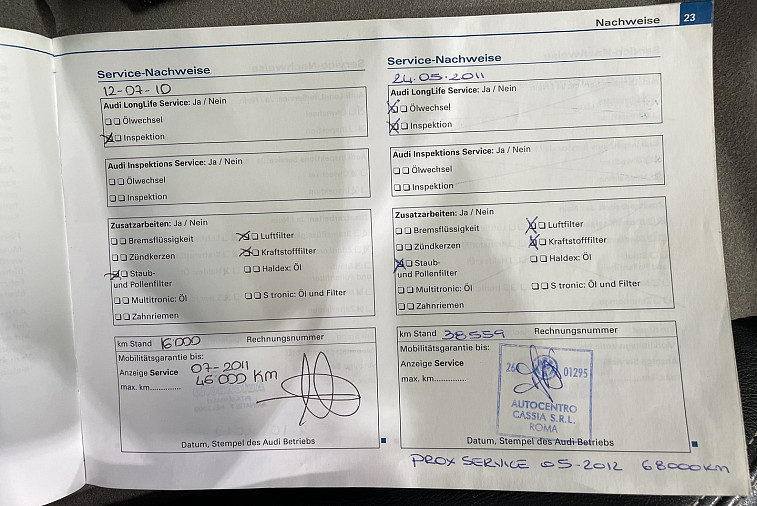 Nachweise 23
Service-Nachweise
12-07-10
Audi LongLife Service: Ja / Nein
Ölwechsel
Inspektion
Audi Inspektions Service: Ja / Nein
Ölwechsel
Inspektion
Zusatzarbeiten: Ja / Nein
Bremsflüssigkeit
Luftfilter
Zündkerzen
Kraftstofffilter
Staub-
und Pollenfilter
Haldex: Öl
Multitronic: Öl
S tronic: Öl und Filter
Zahnriemen
km Stand 16000 Rechnungsnummer
Mobilitätsgarantie bis:
Anzeige Service 07-2011
max. km.............. 46000 km
Datum, Stempel des Audi Betriebs
Service-Nachweise
24.05.2011
Audi LongLife Service: Ja / Nein
Ölwechsel
Inspektion
Audi Inspektions Service: Ja / Nein
Ölwechsel
Inspektion
Zusatzarbeiten: Ja / Nein
Bremsflüssigkeit
Luftfilter
Zündkerzen
Kraftstofffilter
Staub-
und Pollenfilter
Haldex: Öl
Multitronic: Öl
S tronic: Öl und Filter
Zahnriemen
km Stand 38559 Rechnungsnummer
Mobilitätsgarantie bis:
Anzeige Service
max. km..............
01295
AUTOCENTRO
CASSIA S.R.L.
ROMA
Datum, Stempel des Audi Betriebs
PROX SERVICE 05-2012 68000km